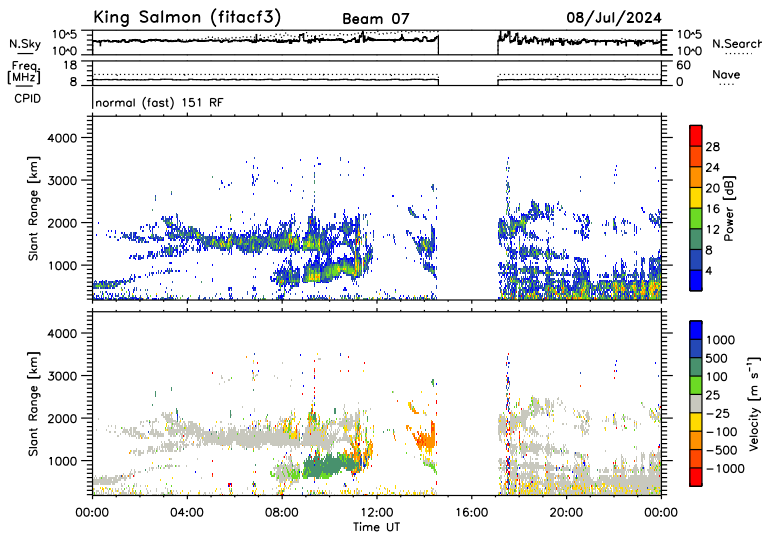 King Salmon (fitacf3) Beam 07 08/Jul/2024
N.Sky 10+5 10+0 10+5 10+0 N.Search
Freq. [MHz] 18 8 60 0 Nave
CPID normal (fast) 151 RF
Slant Range [km] 4000 3000 2000 1000
28 24 20 16 12 8 4 Power [dB]
Slant Range [km] 4000 3000 2000 1000
1000 500 100 25 -25 -100 -500 -1000 Velocity [m s⁻¹]
00:00 04:00 08:00 12:00 16:00 20:00 00:00
Time UT